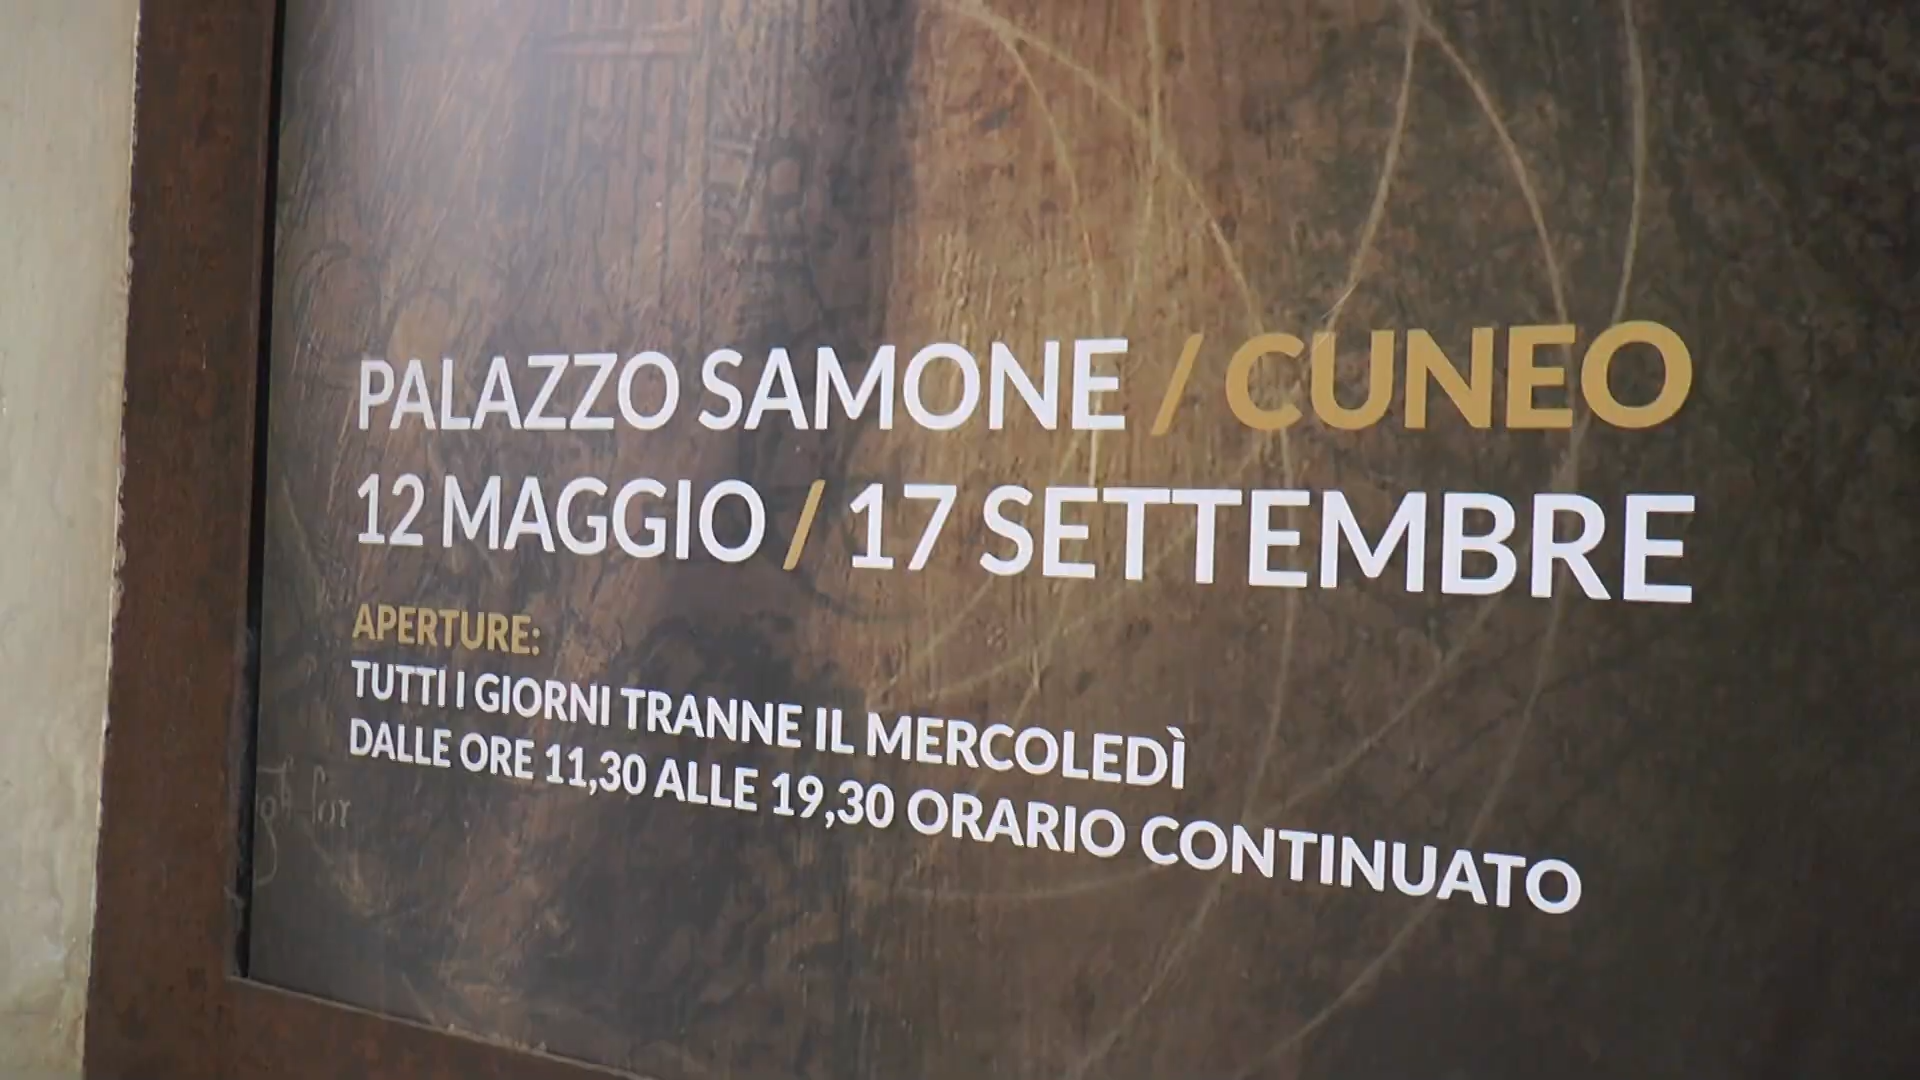 PALAZZO SAMONE / CUNEO
12 MAGGIO / 17 SETTEMBRE
APERTURE:
TUTTI I GIORNI TRANNE IL MERCOLEDÌ
DALLE ORE 11,30 ALLE 19,30 ORARIO CONTINUATO